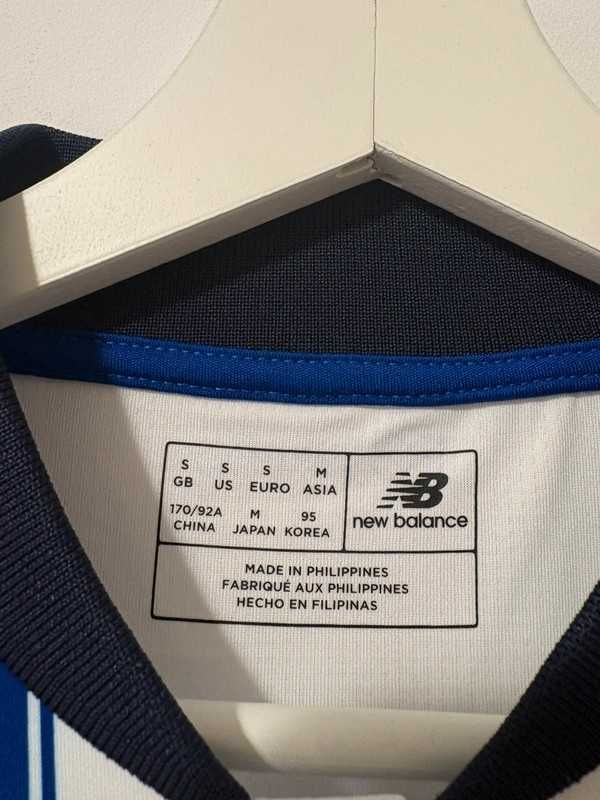 S S S M
GB US EURO ASIA
170/92A M 95
CHINA JAPAN KOREA
NB
new balance
MADE IN PHILIPPINES
FABRIQUÉ AUX PHILIPPINES
HECHO EN FILIPINAS